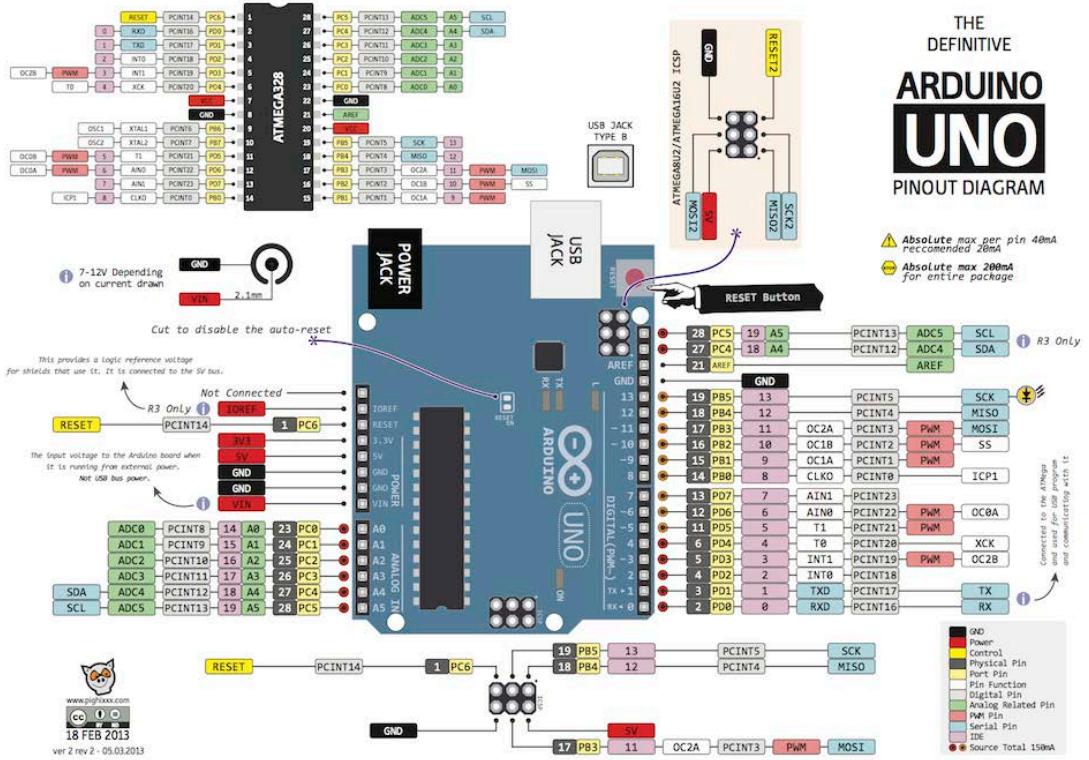 THE
DEFINITIVE
ARDUINO
UNO
PINOUT DIAGRAM
Absolute max per pin 40mA
reccomended 20mA
Absolute max 200mA
for entire package
RESET PCINT14 PC6 1
0 RXD PCINT16 PD0 2
1 TXD PCINT17 PD1 3
2 INT0 PCINT18 PD2 4
OC2B PWM 3 INT1 PCINT19 PD3 5
T0 4 XCK PCINT20 PD4 6
VCC 7
GND 8
OSC1 XTAL1 PCINT6 PB6 9
OSC2 XTAL2 PCINT7 PB7 10
OC0B PWM 5 T1 PCINT21 PD5 11
OC0A PWM 6 AIN0 PCINT22 PD6 12
7 AIN1 PCINT23 PD7 13
ICP1 8 CLKO PCINT0 PB0 14
ATMEGA328
28 PC5 PCINT13 ADC5 A5 SCL
27 PC4 PCINT12 ADC4 A4 SDA
26 PC3 PCINT11 ADC3 A3
25 PC2 PCINT10 ADC2 A2
24 PC1 PCINT9 ADC1 A1
23 PC0 PCINT8 ADC0 A0
22 GND
21 AREF
20 VCC
19 PB5 PCINT5 SCK 13
18 PB4 PCINT4 MISO 12
17 PB3 PCINT3 OC2A 11 PWM MOSI
16 PB2 PCINT2 OC1B 10 PWM SS
15 PB1 PCINT1 OC1A 9 PWM
USB JACK
TYPE B
ATMEGA8U2/ATMEGA16U2 ICSP
GND
RESET2
MOSI2
5V
MISO2
SCK2
7-12V Depending
on current drawn
GND
VIN
2.1mm
POWER
JACK
USB
JACK
RESET
RESET Button
Cut to disable the auto-reset
This provides a logic reference voltage
for shields that use it. It is connected to the 5V bus.
Not Connected
R3 Only IOREF
RESET PCINT14 1 PC6
3V3
5V
The input voltage to the Arduino board when
it is running from external power.
Not USB bus power.
GND
GND
VIN
ADC0 PCINT8 14 A0 23 PC0
ADC1 PCINT9 15 A1 24 PC1
ADC2 PCINT10 16 A2 25 PC2
ADC3 PCINT11 17 A3 26 PC3
SDA ADC4 PCINT12 18 A4 27 PC4
SCL ADC5 PCINT13 19 A5 28 PC5
IOREF
RESET
3.3V
5V
GND
GND
VIN
POWER
A0
A1
A2
A3
A4
A5
ANALOG IN
RESET EN
RX
TX
L
ARDUINO
UNO
ON
ICSP
AREF
GND
13
12
~11
~10
~9
8
7
~6
~5
4
~3
2
TX 1
RX 0
DIGITAL(PWM~)
28 PC5 19 A5 PCINT13 ADC5 SCL
R3 Only
27 PC4 18 A4 PCINT12 ADC4 SDA
21 AREF AREF
GND
19 PB5 13 PCINT5 SCK
18 PB4 12 PCINT4 MISO
17 PB3 11 OC2A PCINT3 PWM MOSI
16 PB2 10 OC1B PCINT2 PWM SS
15 PB1 9 OC1A PCINT1 PWM
14 PB0 8 CLKO PCINT0 ICP1
13 PD7 7 AIN1 PCINT23
12 PD6 6 AIN0 PCINT22 PWM OC0A
11 PD5 5 T1 PCINT21 PWM
6 PD4 4 T0 PCINT20 XCK
5 PD3 3 INT1 PCINT19 PWM OC2B
4 PD2 2 INT0 PCINT18
3 PD1 1 TXD PCINT17 TX
2 PD0 0 RXD PCINT16 RX
Connected to the ATMega
and used for USB program
and communicating with it
RESET PCINT14 1 PC6
GND
19 PB5 13 PCINT5 SCK
18 PB4 12 PCINT4 MISO
ICSP
5V
17 PB3 11 OC2A PCINT3 PWM MOSI
GND
Power
Control
Physical Pin
Port Pin
Pin Function
Digital Pin
Analog Related Pin
PWM Pin
Serial Pin
IDE
Source Total 150mA
www.pighixxx.com
cc BY ND
18 FEB 2013
ver 2 rev 2 - 05.03.2013